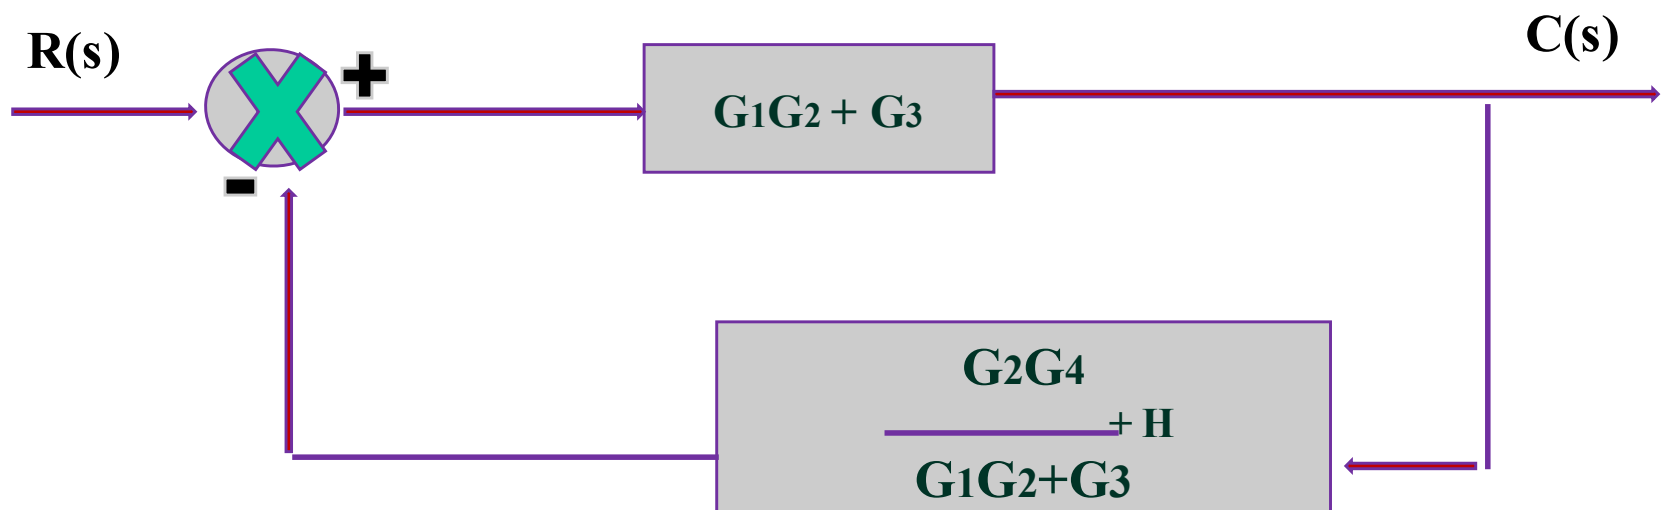 R(s)
C(s)
+
G1G2 + G3
-
G2G4
+ H
G1G2+G3